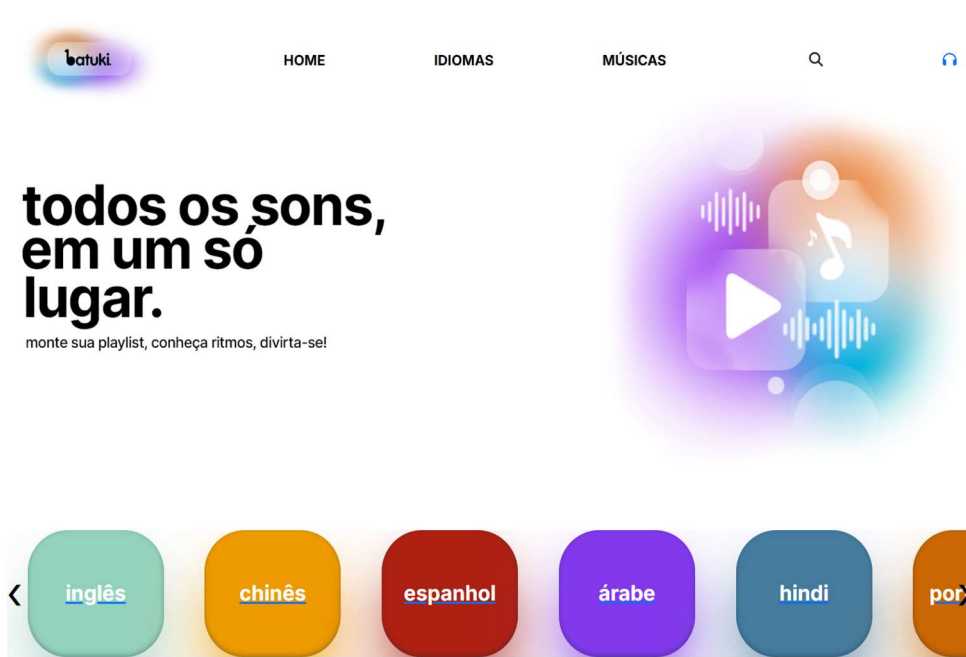 batuki.
HOME
IDIOMAS
MÚSICAS
todos os sons,
em um só
lugar.
monte sua playlist, conheça ritmos, divirta-se!
inglês
chinês
espanhol
árabe
hindi
por